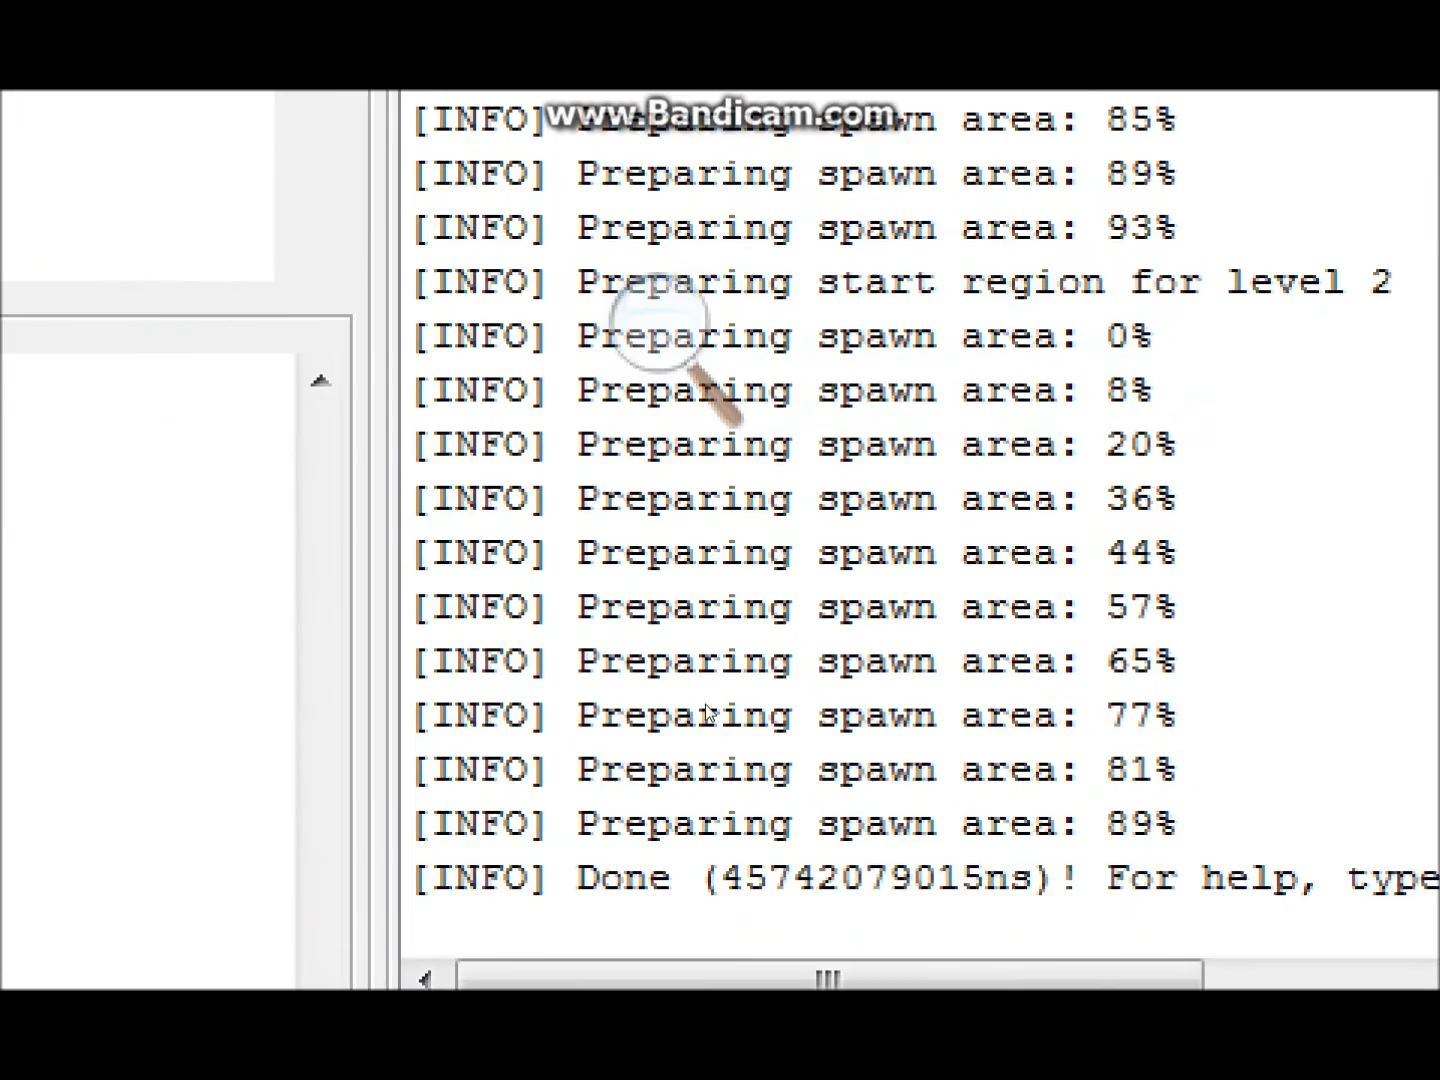 www.Bandicam.com
[INFO] Preparing spawn area: 85%
[INFO] Preparing spawn area: 89%
[INFO] Preparing spawn area: 93%
[INFO] Preparing start region for level 2
[INFO] Preparing spawn area: 0%
[INFO] Preparing spawn area: 8%
[INFO] Preparing spawn area: 20%
[INFO] Preparing spawn area: 36%
[INFO] Preparing spawn area: 44%
[INFO] Preparing spawn area: 57%
[INFO] Preparing spawn area: 65%
[INFO] Preparing spawn area: 77%
[INFO] Preparing spawn area: 81%
[INFO] Preparing spawn area: 89%
[INFO] Done (45742079015ns)! For help, type